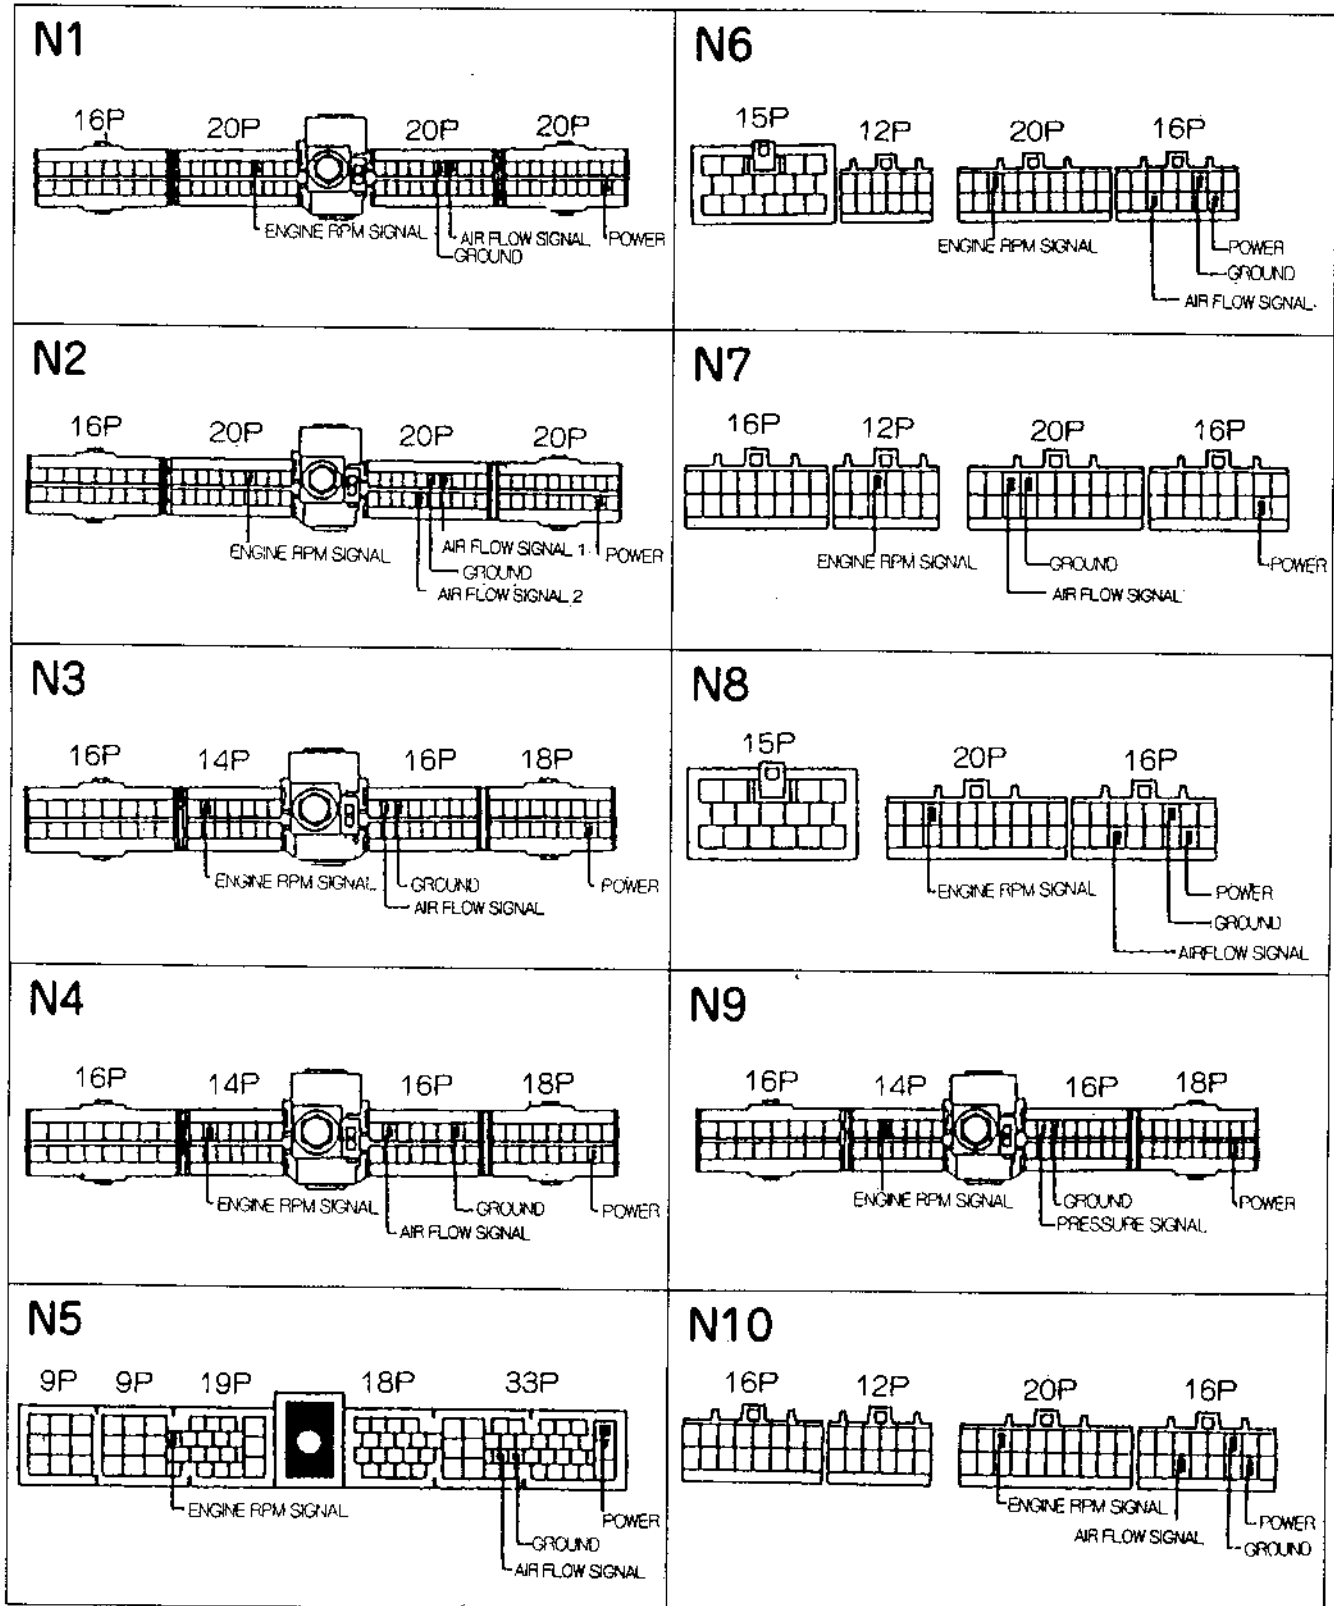 N1
16P 20P 20P 20P
ENGINE RPM SIGNAL AIR FLOW SIGNAL POWER
GROUND
N6
15P 12P 20P 16P
ENGINE RPM SIGNAL POWER
GROUND
AIR FLOW SIGNAL
N2
16P 20P 20P 20P
ENGINE RPM SIGNAL AIR FLOW SIGNAL 1 POWER
GROUND
AIR FLOW SIGNAL 2
N7
16P 12P 20P 16P
ENGINE RPM SIGNAL GROUND POWER
AIR FLOW SIGNAL
N3
16P 14P 16P 18P
ENGINE RPM SIGNAL GROUND POWER
AIR FLOW SIGNAL
N8
15P 20P 16P
ENGINE RPM SIGNAL POWER
GROUND
AIRFLOW SIGNAL
N4
16P 14P 16P 18P
ENGINE RPM SIGNAL GROUND POWER
AIR FLOW SIGNAL
N9
16P 14P 16P 18P
ENGINE RPM SIGNAL GROUND POWER
PRESSURE SIGNAL
N5
9P 9P 19P 18P 33P
ENGINE RPM SIGNAL POWER
GROUND
AIR FLOW SIGNAL
N10
16P 12P 20P 16P
ENGINE RPM SIGNAL POWER
AIR FLOW SIGNAL GROUND